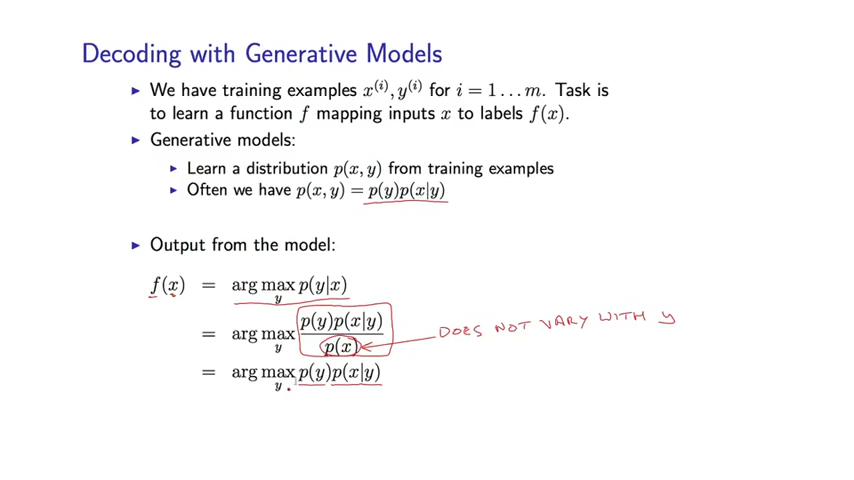 Decoding with Generative Models
▶ We have training examples x^(i), y^(i) for i = 1 . . . m. Task is
to learn a function f mapping inputs x to labels f(x).
▶ Generative models:
▶ Learn a distribution p(x, y) from training examples
▶ Often we have p(x, y) = p(y)p(x|y)
▶ Output from the model:
f(x) = arg max_y p(y|x)
= arg max_y p(y)p(x|y) / p(x) DOES NOT VARY WITH y
= arg max_y p(y)p(x|y)